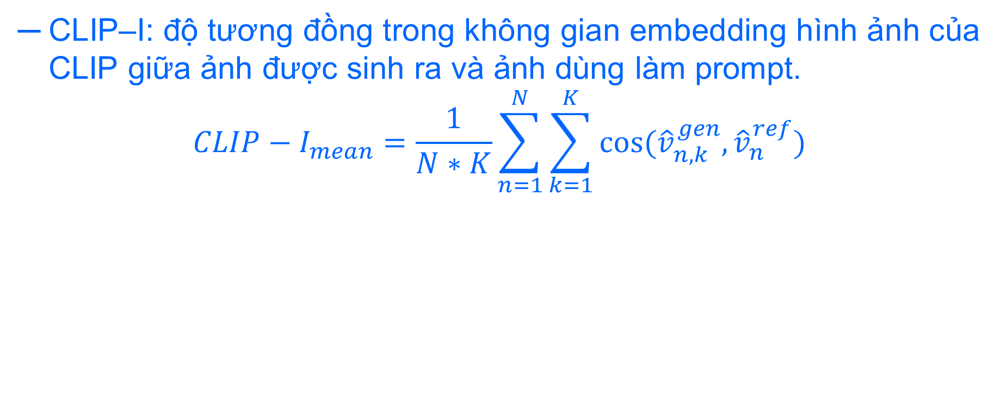 — CLIP–I: độ tương đồng trong không gian embedding hình ảnh của
CLIP giữa ảnh được sinh ra và ảnh dùng làm prompt.
$CLIP - I_{mean} = \frac{1}{N * K} \sum_{n=1}^{N} \sum_{k=1}^{K} \cos(\hat{v}_{n,k}^{gen}, \hat{v}_{n}^{ref})$